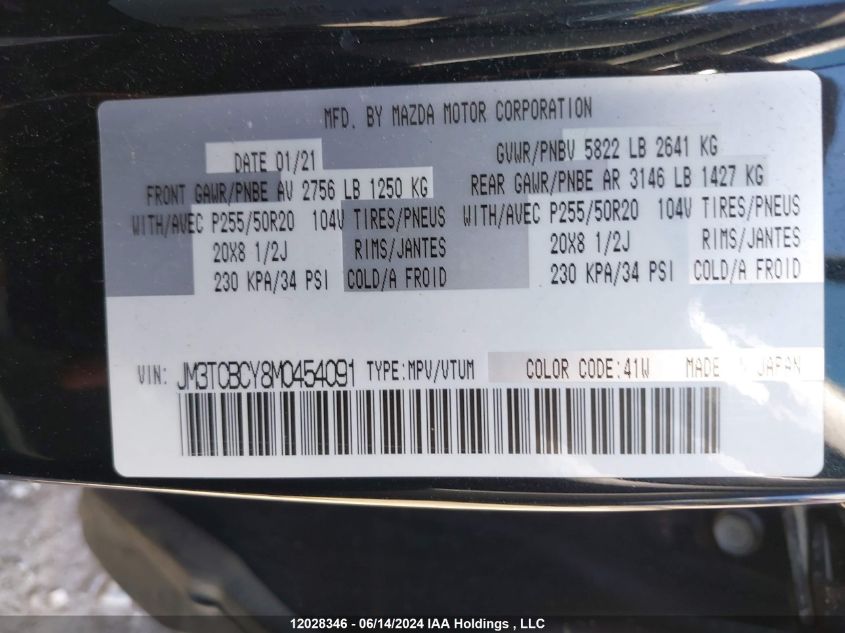 MFD. BY MAZDA MOTOR CORPORATION
DATE 01/21 GVWR/PNBV 5822 LB 2641 KG
FRONT GAWR/PNBE AV 2756 LB 1250 KG REAR GAWR/PNBE AR 3146 LB 1427 KG
WITH/AVEC P255/50R20 104V TIRES/PNEUS WITH/AVEC P255/50R20 104V TIRES/PNEUS
20X8 1/2J RIMS/JANTES 20X8 1/2J RIMS/JANTES
230 KPA/34 PSI COLD/A FROID 230 KPA/34 PSI COLD/A FROID
VIN: JM3TCBCY8M0454091 TYPE:MPV/VTUM COLOR CODE:41W MADE JAPAN
12028346 - 06/14/2024 IAA Holdings , LLC